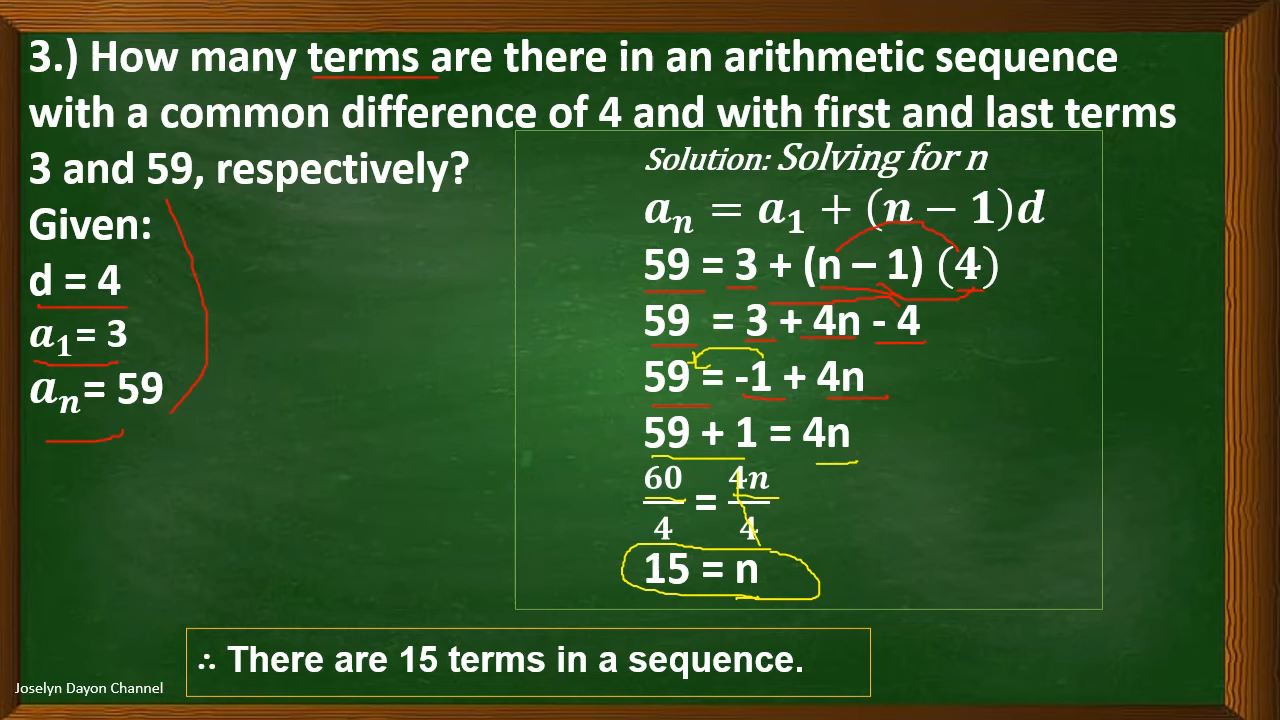 3.) How many terms are there in an arithmetic sequence
with a common difference of 4 and with first and last terms
3 and 59, respectively?
Given:
d = 4
a₁= 3
aₙ= 59
Solution: Solving for n
aₙ = a₁ + (n − 1)d
59 = 3 + (n – 1) (4)
59 = 3 + 4n - 4
59 = -1 + 4n
59 + 1 = 4n
60/4 = 4n/4
15 = n
∴ There are 15 terms in a sequence.
Joselyn Dayon Channel